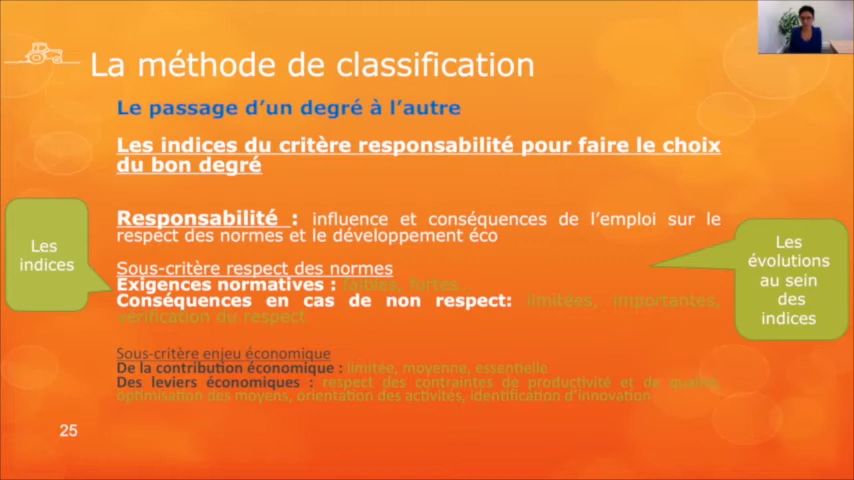 La méthode de classification
Le passage d'un degré à l'autre
Les indices du critère responsabilité pour faire le choix
du bon degré
Responsabilité : influence et conséquences de l'emploi sur le
respect des normes et le développement éco
Les
indices
Les
évolutions
au sein
des
indices
Sous-critère respect des normes
Exigences normatives : faibles, fortes...
Conséquences en cas de non respect: limitées, importantes,
vérification du respect
Sous-critère enjeu économique
De la contribution économique : limitée, moyenne, essentielle
Des leviers économiques : respect des contraintes de productivité et de qualité,
optimisation des moyens, orientation des activités, identification d'innovation
25